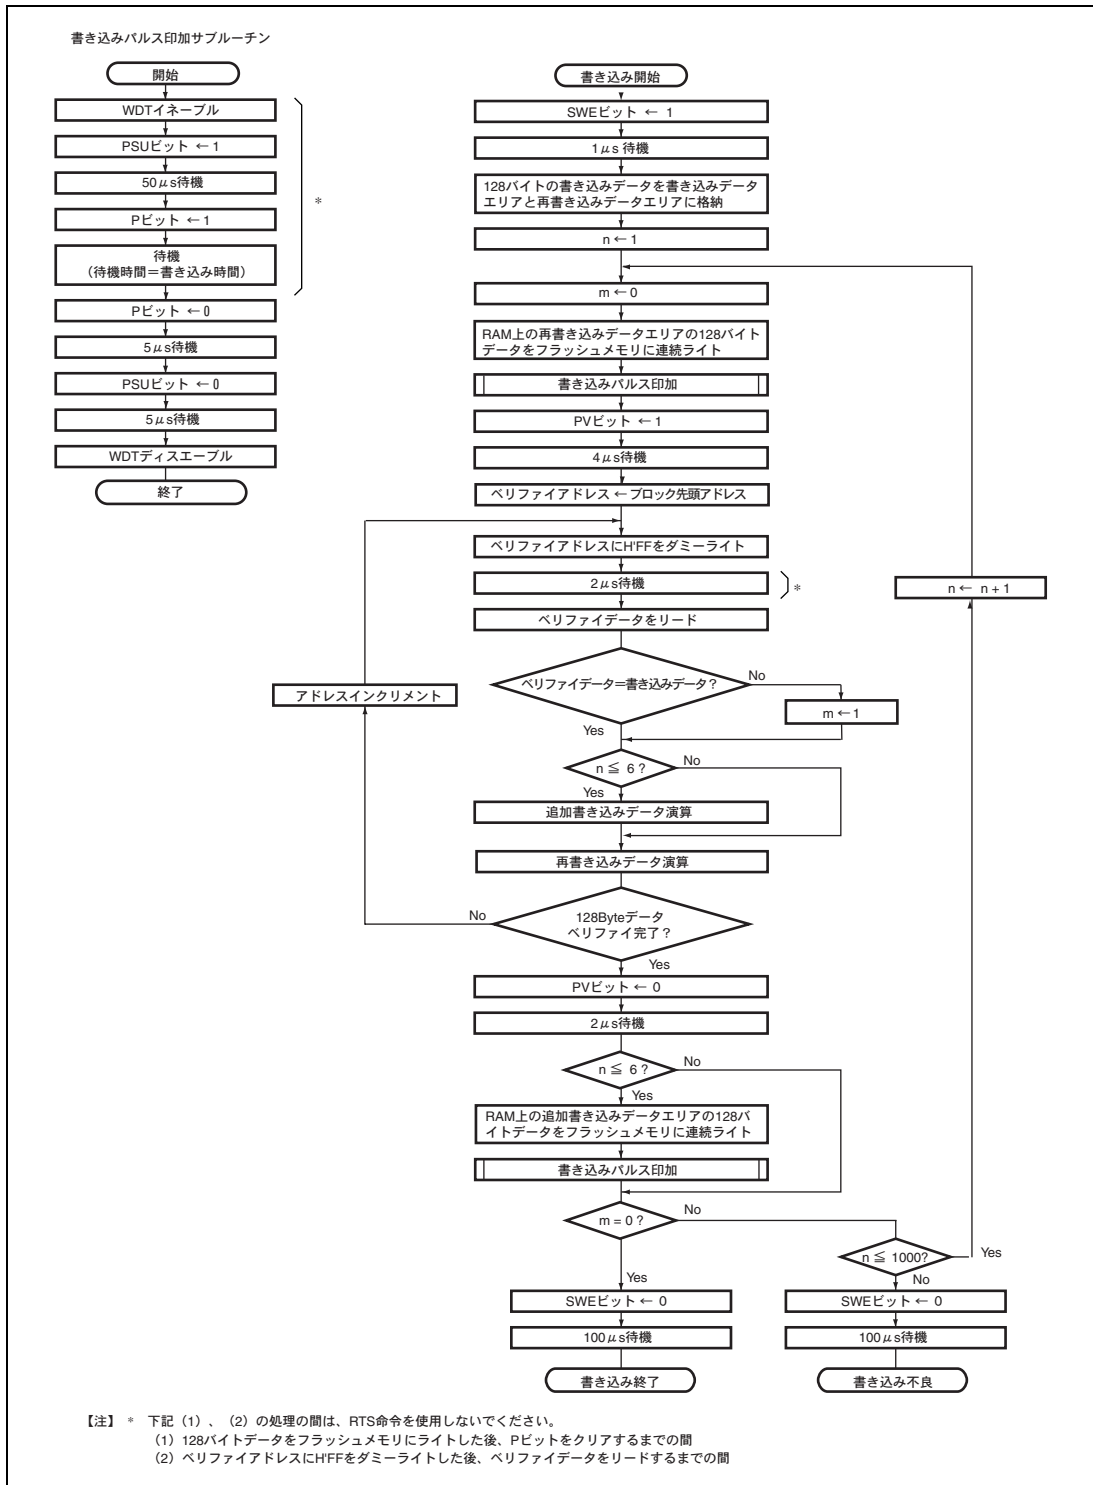 書き込みパルス印加サブルーチン
開始
WDTイネーブル
PSUビット ← 1
50μs待機
Pビット ← 1
待機
（待機時間＝書き込み時間）
*
Pビット ← 0
5μs待機
PSUビット ← 0
5μs待機
WDTディスエーブル
終了
書き込み開始
SWEビット ← 1
1μs 待機
128バイトの書き込みデータを書き込みデータ
エリアと再書き込みデータエリアに格納
n ← 1
m ← 0
RAM上の再書き込みデータエリアの128バイト
データをフラッシュメモリに連続ライト
書き込みパルス印加
PVビット ← 1
4μs待機
ベリファイアドレス ← ブロック先頭アドレス
ベリファイアドレスにH'FFをダミーライト
2μs待機
*
n ← n + 1
ベリファイデータをリード
ベリファイデータ＝書き込みデータ？
No
アドレスインクリメント
m ← 1
Yes
n ≦ 6？
No
Yes
追加書き込みデータ演算
再書き込みデータ演算
128Byteデータ
ベリファイ完了？
No
Yes
PVビット ← 0
2μs待機
n ≦ 6？
No
Yes
RAM上の追加書き込みデータエリアの128バ
イトデータをフラッシュメモリに連続ライト
書き込みパルス印加
m = 0？
No
n ≦ 1000?
Yes
Yes
No
SWEビット ← 0
SWEビット ← 0
100μs待機
100μs待機
書き込み終了
書き込み不良
【注】 * 下記（1）、（2）の処理の間は、RTS命令を使用しないでください。
（1）128バイトデータをフラッシュメモリにライトした後、Pビットをクリアするまでの間
（2）ベリファイアドレスにH'FFをダミーライトした後、ベリファイデータをリードするまでの間